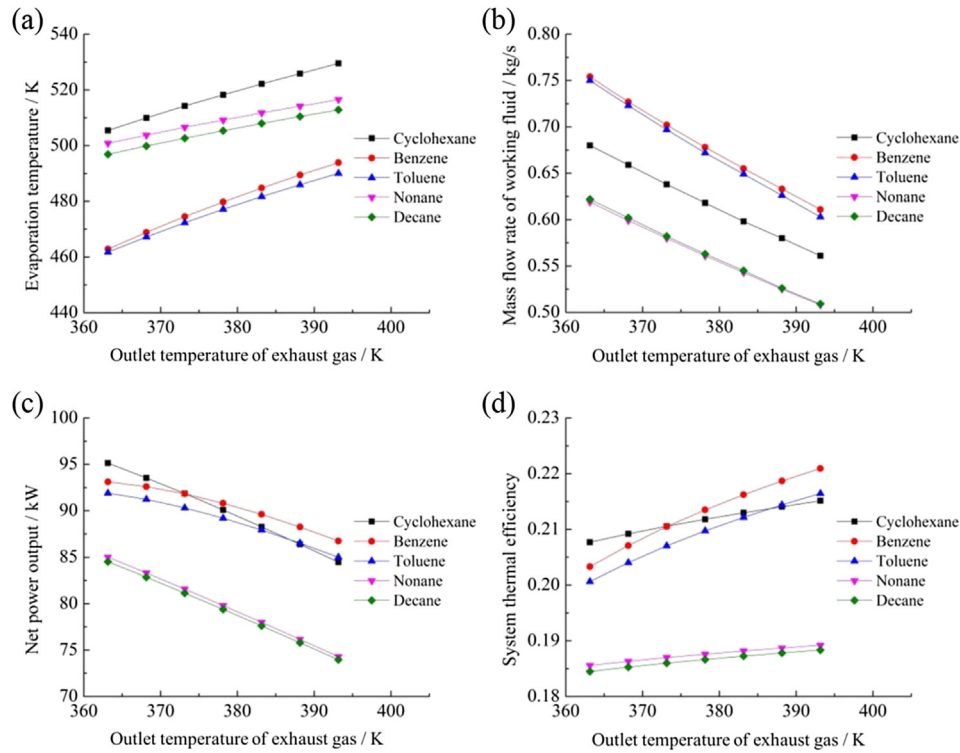 (a)
Evaporation temperature / K
540
520
500
480
460
440
360 370 380 390 400
Outlet temperature of exhaust gas / K
Cyclohexane
Benzene
Toluene
Nonane
Decane
(b)
Mass flow rate of working fluid / kg/s
0.80
0.75
0.70
0.65
0.60
0.55
0.50
360 370 380 390 400
Outlet temperature of exhaust gas / K
Cyclohexane
Benzene
Toluene
Nonane
Decane
(c)
Net power output / kW
100
95
90
85
80
75
70
360 370 380 390 400
Outlet temperature of exhaust gas / K
Cyclohexane
Benzene
Toluene
Nonane
Decane
(d)
System thermal efficiency
0.23
0.22
0.21
0.20
0.19
0.18
360 370 380 390 400
Outlet temperature of exhaust gas / K
Cyclohexane
Benzene
Toluene
Nonane
Decane